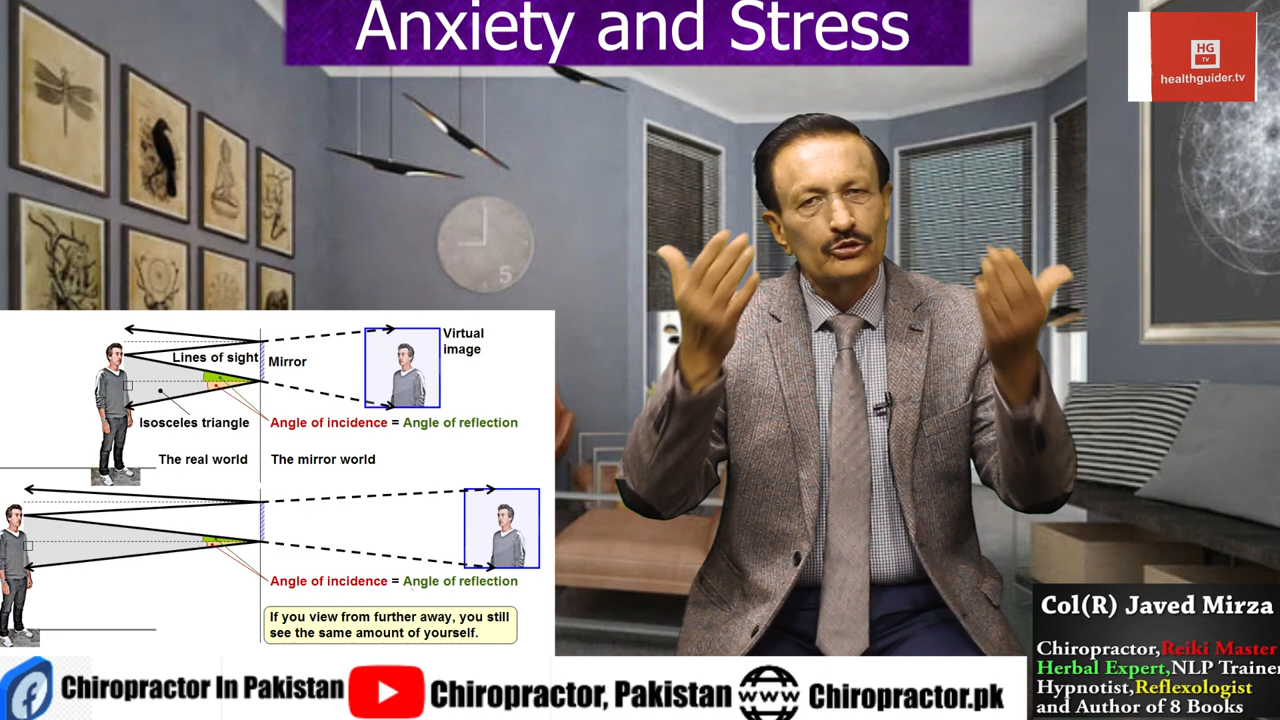 Anxiety and Stress
HG
TV
healthguider.tv
5
Lines of sight
Mirror
Virtual
image
Isosceles triangle
Angle of incidence = Angle of reflection
The real world
The mirror world
Angle of incidence = Angle of reflection
If you view from further away, you still
see the same amount of yourself.
Col(R) Javed Mirza
Chiropractor,Reiki Master
Herbal Expert,NLP Trainer
Hypnotist,Reflexologist
and Author of 8 Books
Chiropractor In Pakistan
Chiropractor, Pakistan
www
Chiropractor.pk